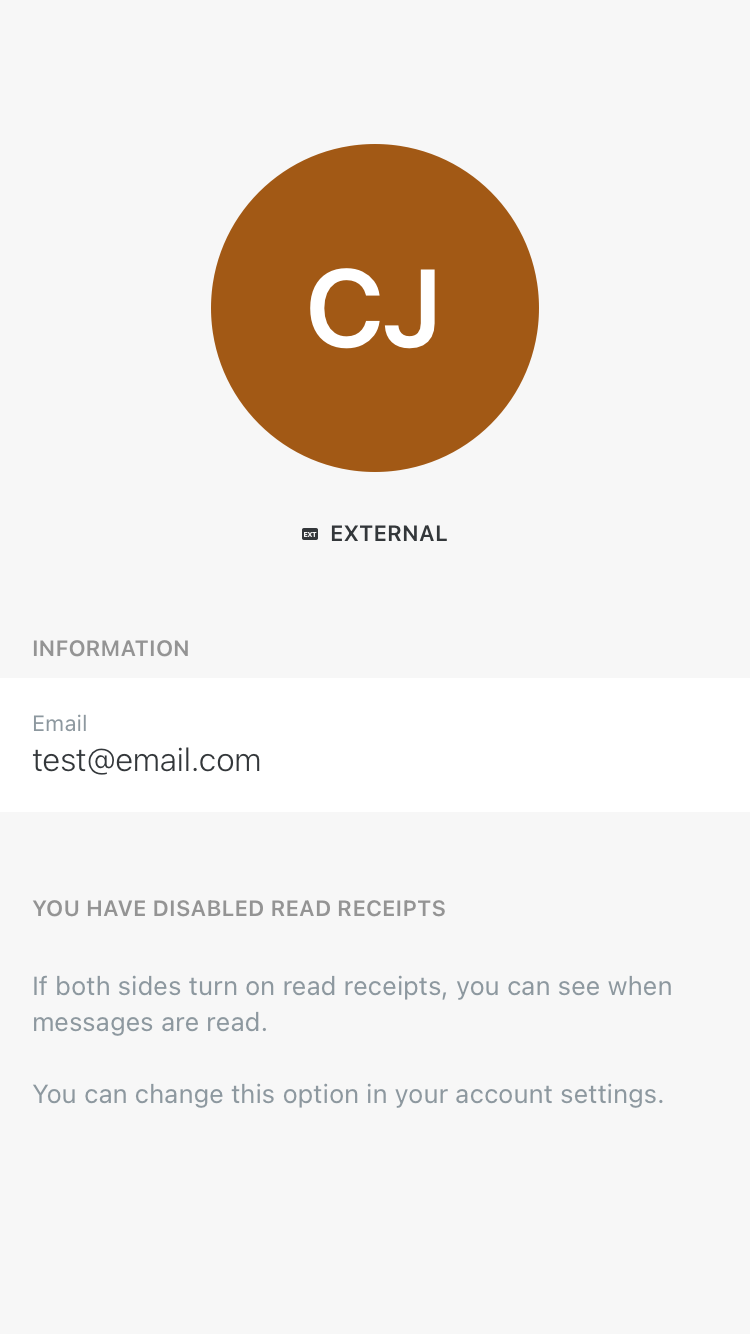 CJ
EXT EXTERNAL
INFORMATION
Email
test@email.com
YOU HAVE DISABLED READ RECEIPTS
If both sides turn on read receipts, you can see when
messages are read.
You can change this option in your account settings.